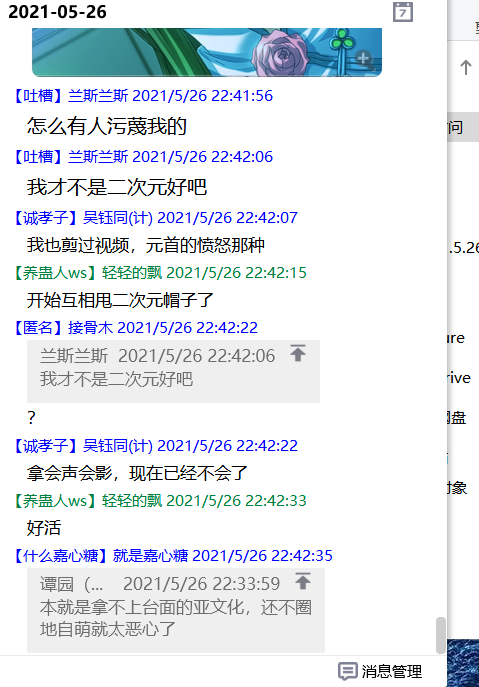 2021-05-26
7
【吐槽】兰斯兰斯 2021/5/26 22:41:56
怎么有人污蔑我的
【吐槽】兰斯兰斯 2021/5/26 22:42:06
我才不是二次元好吧
【诚孝子】吴钰同(计) 2021/5/26 22:42:07
我也剪过视频，元首的愤怒那种
【养蛊人ws】轻轻的飘 2021/5/26 22:42:15
开始互相甩二次元帽子了
【匿名】接骨木 2021/5/26 22:42:22
兰斯兰斯 2021/5/26 22:42:06
我才不是二次元好吧
？
【诚孝子】吴钰同(计) 2021/5/26 22:42:22
拿会声会影，现在已经不会了
【养蛊人ws】轻轻的飘 2021/5/26 22:42:33
好活
【什么嘉心糖】就是嘉心糖 2021/5/26 22:42:35
谭园（... 2021/5/26 22:33:59
本就是拿不上台面的亚文化，还不圈
地自萌就太恶心了
消息管理
问
.5.26
ure
rive
网盘
对象